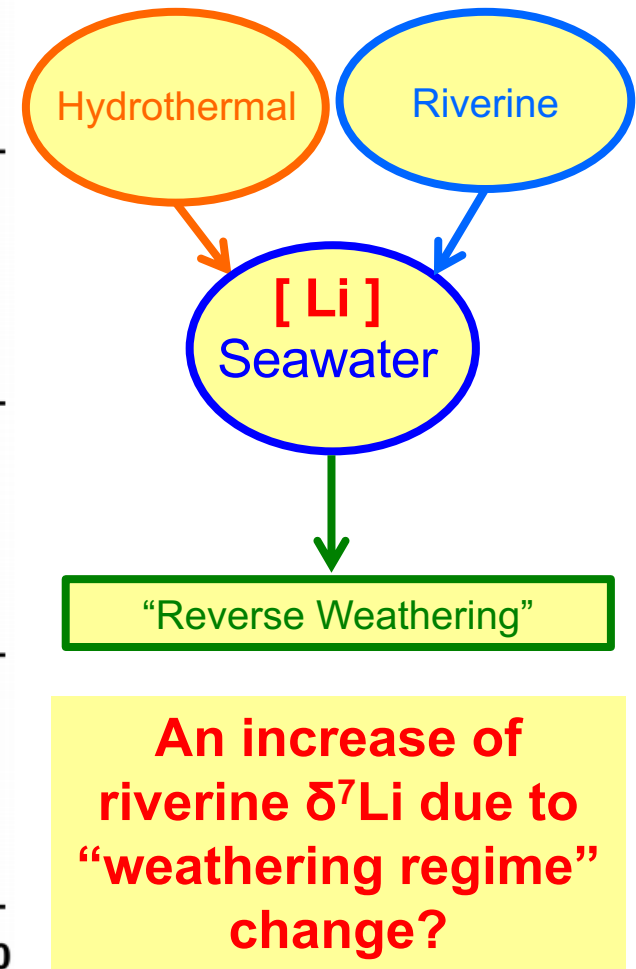 Hydrothermal
Riverine
[ Li ]
Seawater
“Reverse Weathering”
An increase of
riverine δ⁷Li due to
“weathering regime”
change?